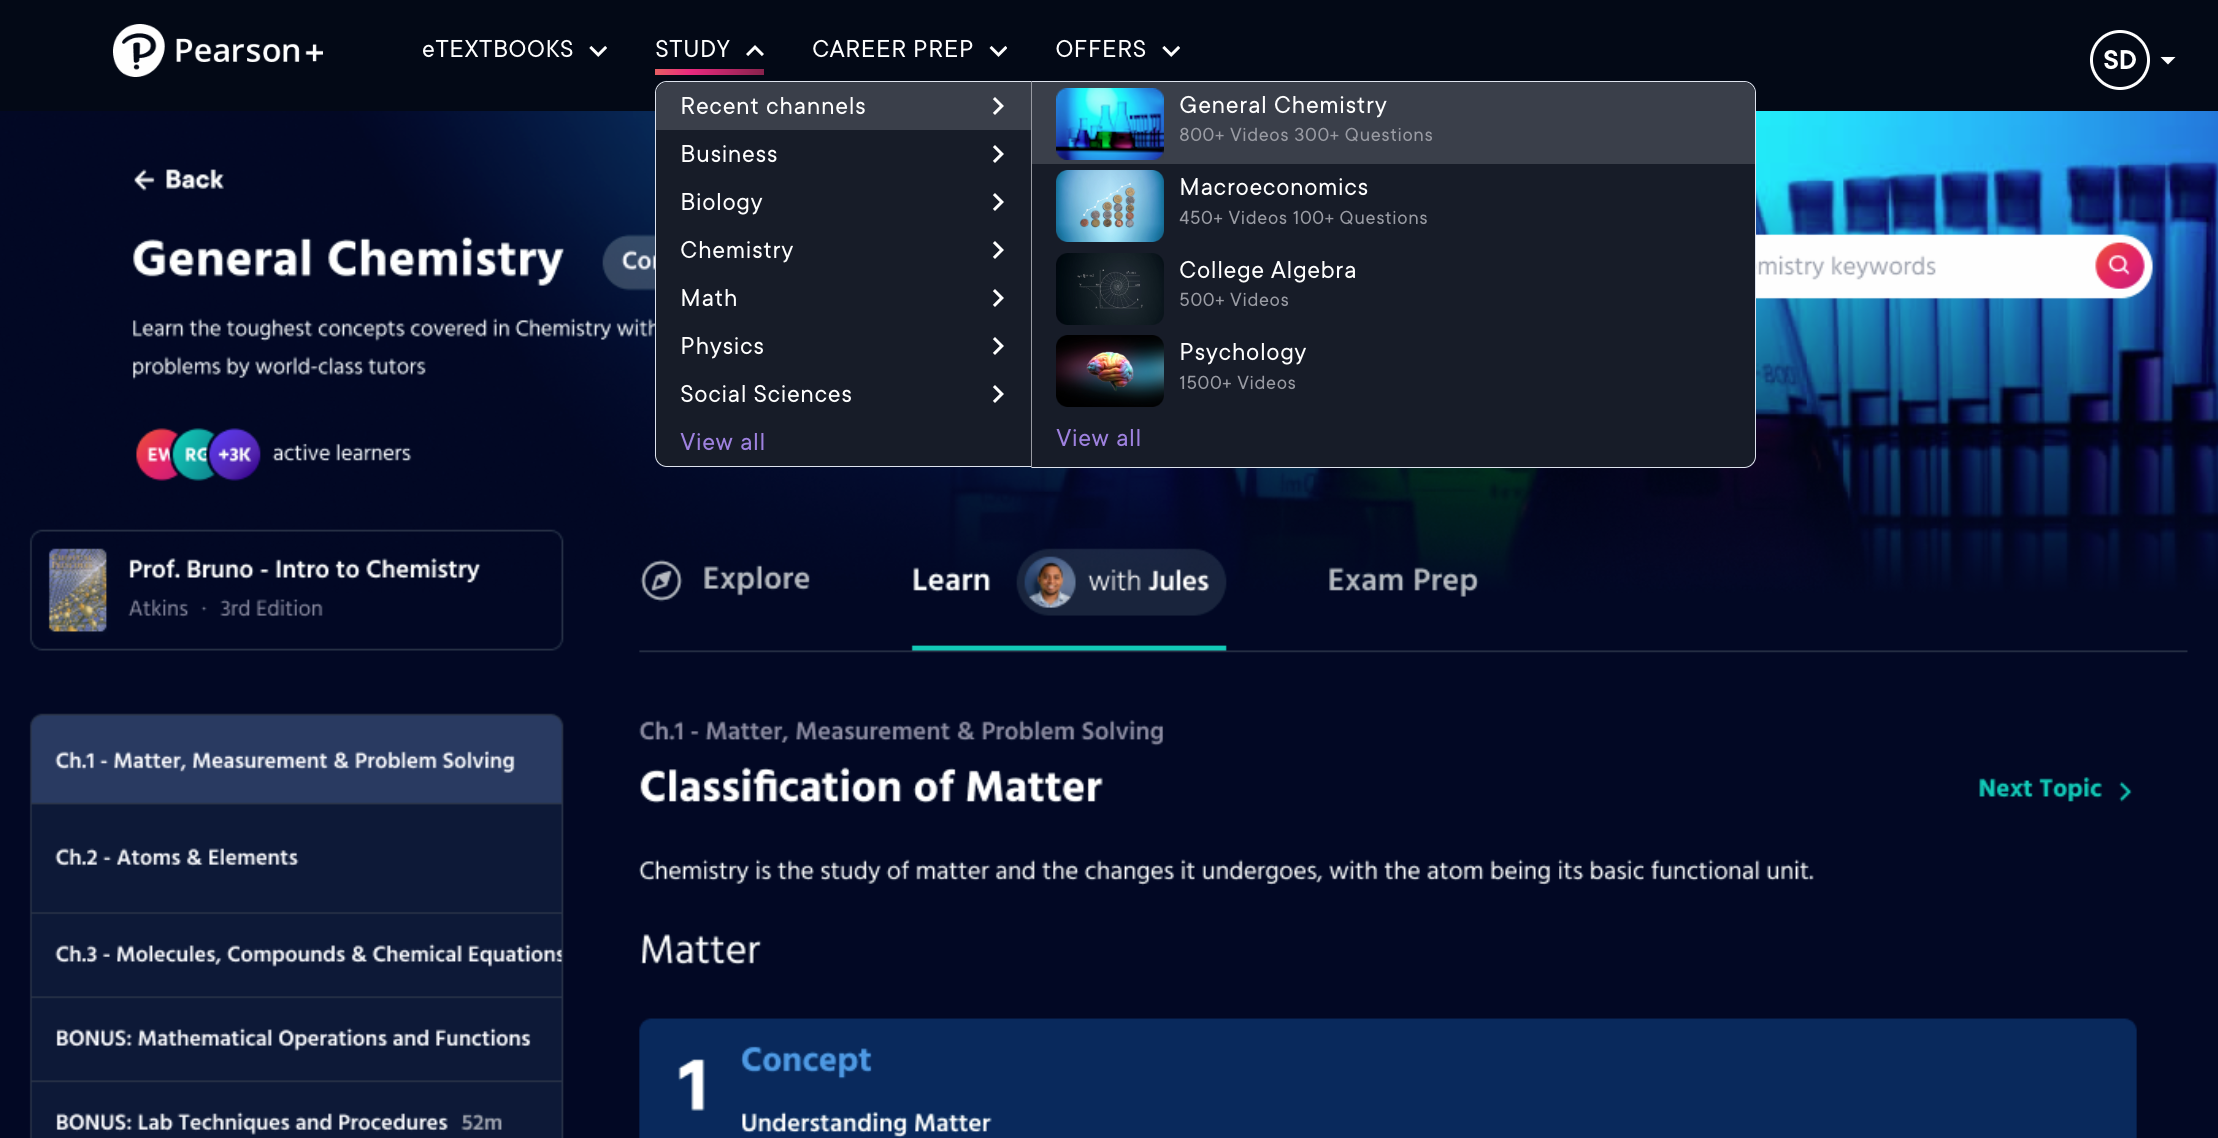 Pearson+
eTEXTBOOKS
STUDY
CAREER PREP
OFFERS
SD
Recent channels
Business
Biology
Chemistry
Math
Physics
Social Sciences
View all
General Chemistry
800+ Videos 300+ Questions
Macroeconomics
450+ Videos 100+ Questions
College Algebra
500+ Videos
Psychology
1500+ Videos
View all
Back
General Chemistry
mistry keywords
Learn the toughest concepts covered in Chemistry with
problems by world-class tutors
EW RG +3K active learners
Prof. Bruno - Intro to Chemistry
Atkins · 3rd Edition
Explore
Learn with Jules
Exam Prep
Ch.1 - Matter, Measurement & Problem Solving
Ch.2 - Atoms & Elements
Ch.3 - Molecules, Compounds & Chemical Equations
BONUS: Mathematical Operations and Functions
BONUS: Lab Techniques and Procedures 52m
Ch.1 - Matter, Measurement & Problem Solving
Classification of Matter
Next Topic
Chemistry is the study of matter and the changes it undergoes, with the atom being its basic functional unit.
Matter
1
Concept
Understanding Matter